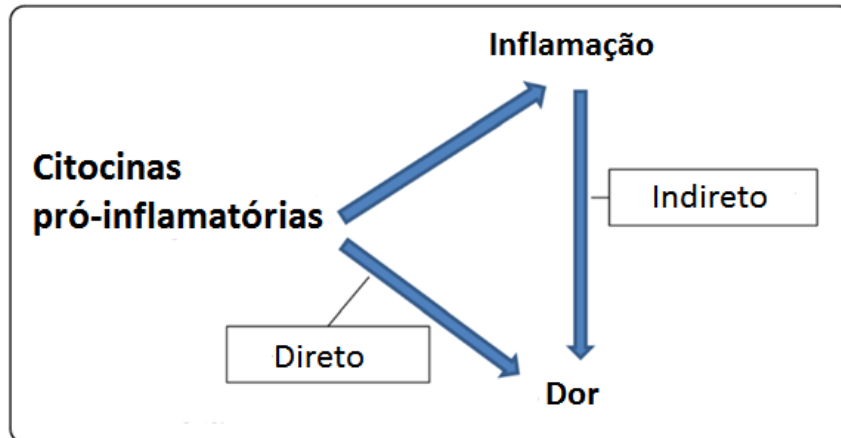 Inflamação
Citocinas
pró-inflamatórias
Indireto
Direto
Dor